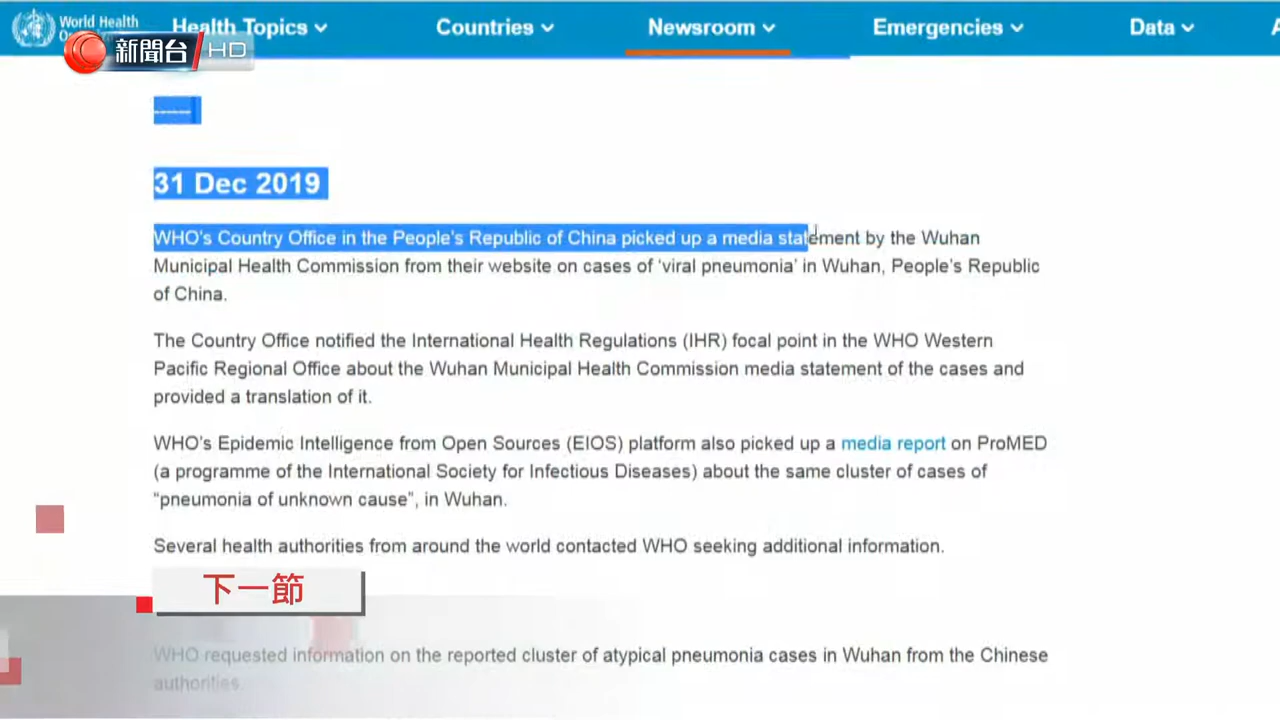 World Health
Health Topics
Countries
Newsroom
Emergencies
Data
新聞台 HD
31 Dec 2019
WHO's Country Office in the People's Republic of China picked up a media statement by the Wuhan
Municipal Health Commission from their website on cases of ‘viral pneumonia’ in Wuhan, People's Republic
of China.
The Country Office notified the International Health Regulations (IHR) focal point in the WHO Western
Pacific Regional Office about the Wuhan Municipal Health Commission media statement of the cases and
provided a translation of it.
WHO's Epidemic Intelligence from Open Sources (EIOS) platform also picked up a media report on ProMED
(a programme of the International Society for Infectious Diseases) about the same cluster of cases of
“pneumonia of unknown cause”, in Wuhan.
Several health authorities from around the world contacted WHO seeking additional information.
下一節
WHO requested information on the reported cluster of atypical pneumonia cases in Wuhan from the Chinese
authorities.